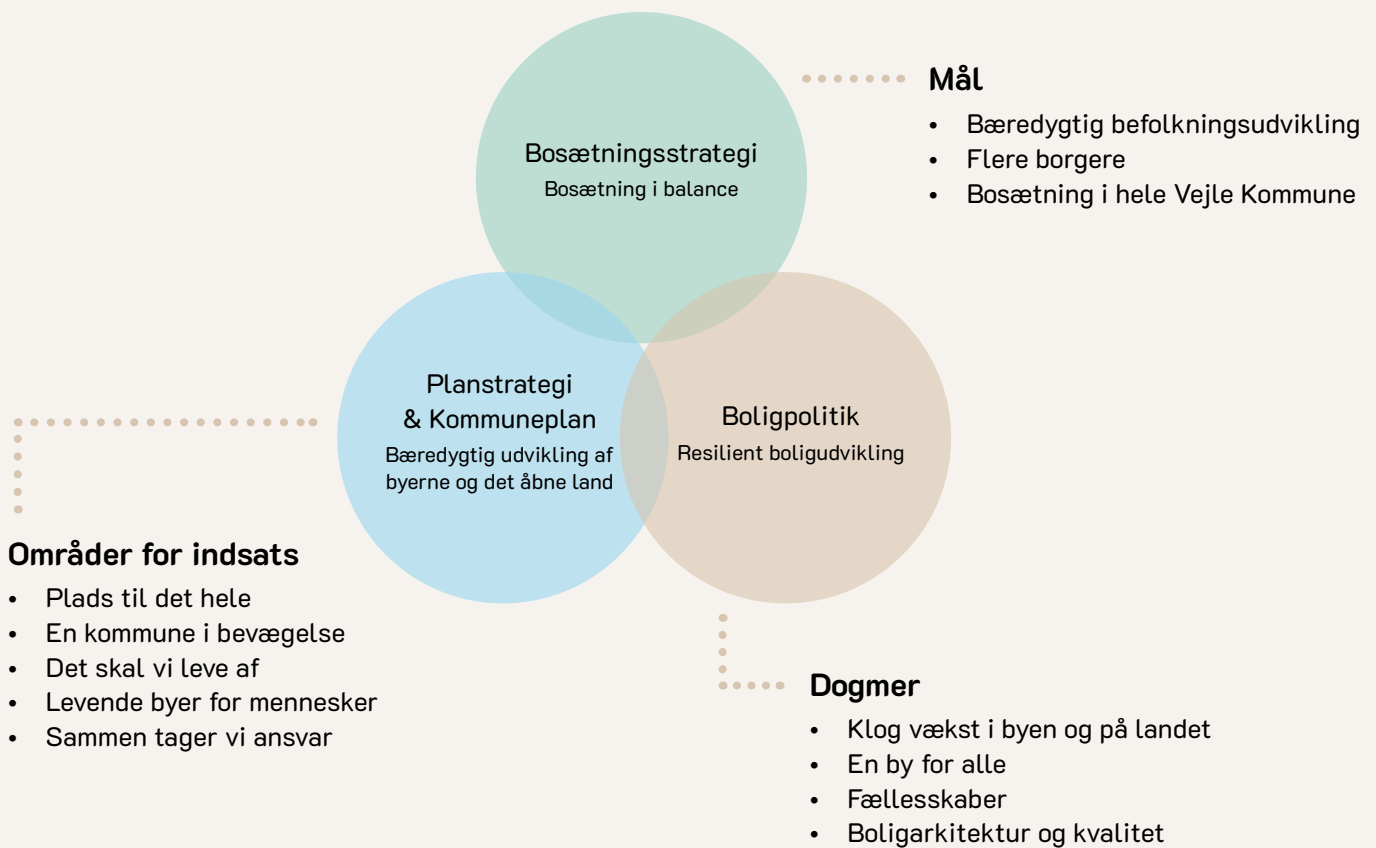 Bosætningsstrategi
Bosætning i balance
Mål
• Bæredygtig befolkningsudvikling
• Flere borgere
• Bosætning i hele Vejle Kommune
Planstrategi
& Kommuneplan
Bæredygtig udvikling af
byerne og det åbne land
Boligpolitik
Resilient boligudvikling
Områder for indsats
• Plads til det hele
• En kommune i bevægelse
• Det skal vi leve af
• Levende byer for mennesker
• Sammen tager vi ansvar
Dogmer
• Klog vækst i byen og på landet
• En by for alle
• Fællesskaber
• Boligarkitektur og kvalitet